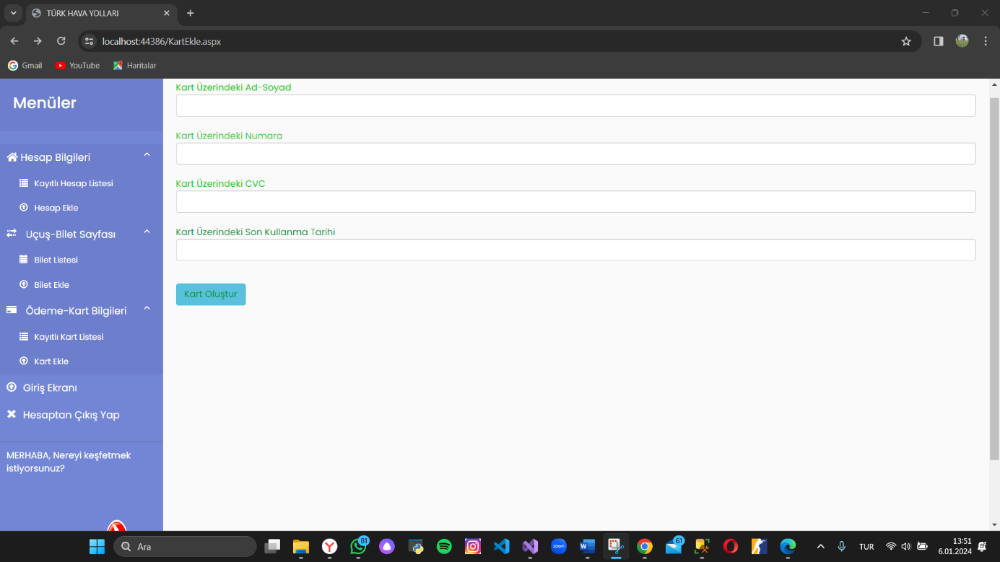 TÜRK HAVA YOLLARI
localhost:44386/KartEkle.aspx
Gmail
YouTube
Haritalar
Menüler
Hesap Bilgileri
Kayıtlı Hesap Listesi
Hesap Ekle
Uçuş-Bilet Sayfası
Bilet Listesi
Bilet Ekle
Ödeme-Kart Bilgileri
Kayıtlı Kart Listesi
Kart Ekle
Giriş Ekranı
Hesaptan Çıkış Yap
MERHABA, Nereyi keşfetmek
istiyorsunuz?
Kart Üzerindeki Ad-Soyad
Kart Üzerindeki Numara
Kart Üzerindeki CVC
Kart Üzerindeki Son Kullanma Tarihi
Kart Oluştur
Ara
81
zoom
61
TUR
13:51
6.01.2024